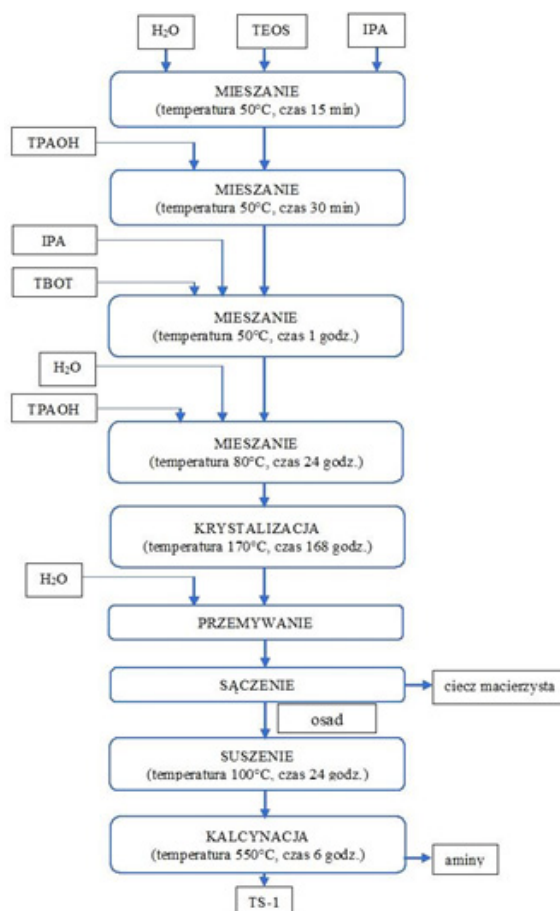 H₂O
TEOS
IPA
MIESZANIE
(temperatura 50°C, czas 15 min)
TPAOH
MIESZANIE
(temperatura 50°C, czas 30 min)
IPA
TBOT
MIESZANIE
(temperatura 50°C, czas 1 godz.)
H₂O
TPAOH
MIESZANIE
(temperatura 80°C, czas 24 godz.)
KRYSTALIZACJA
(temperatura 170°C, czas 168 godz.)
H₂O
PRZEMYWANIE
SĄCZENIE
ciecz macierzysta
osad
SUSZENIE
(temperatura 100°C, czas 24 godz.)
KALCYNACJA
(temperatura 550°C, czas 6 godz.)
aminy
TS-1